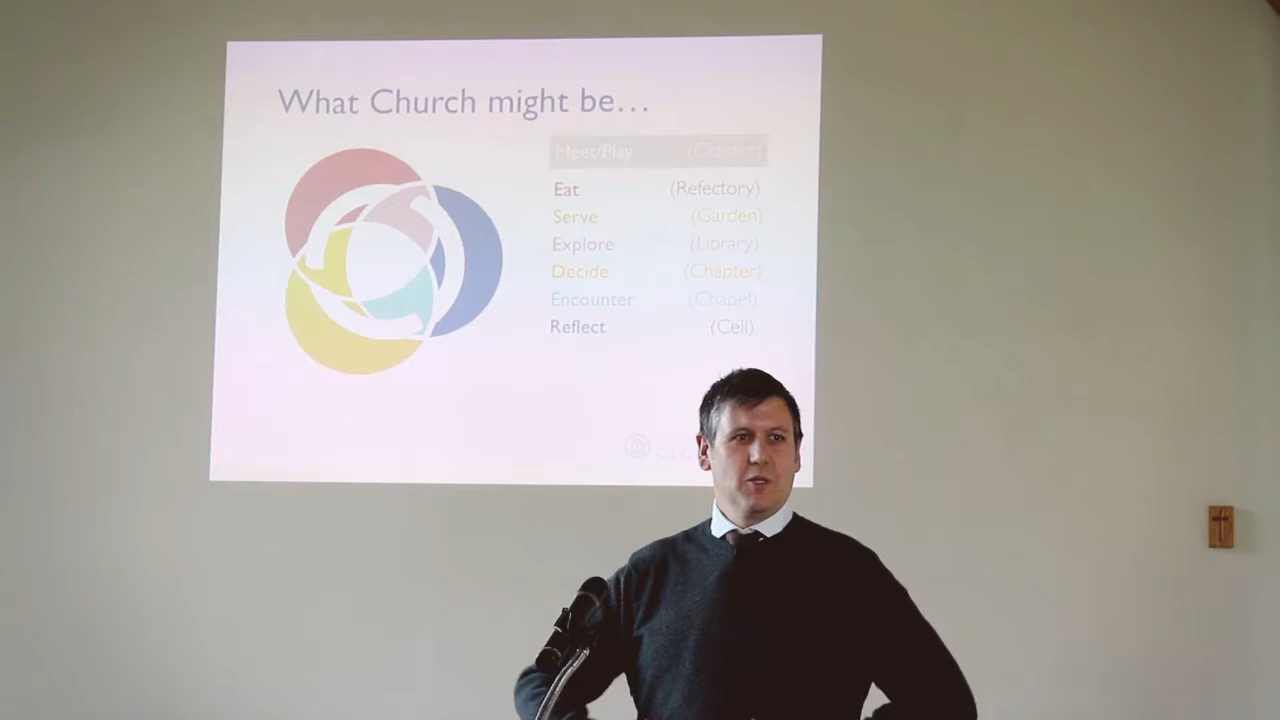 What Church might be...
Meet/Play
Eat (Refectory)
Serve (Garden)
Explore (Library)
Decide (Chapter)
Encounter (Chapel)
Reflect (Cell)